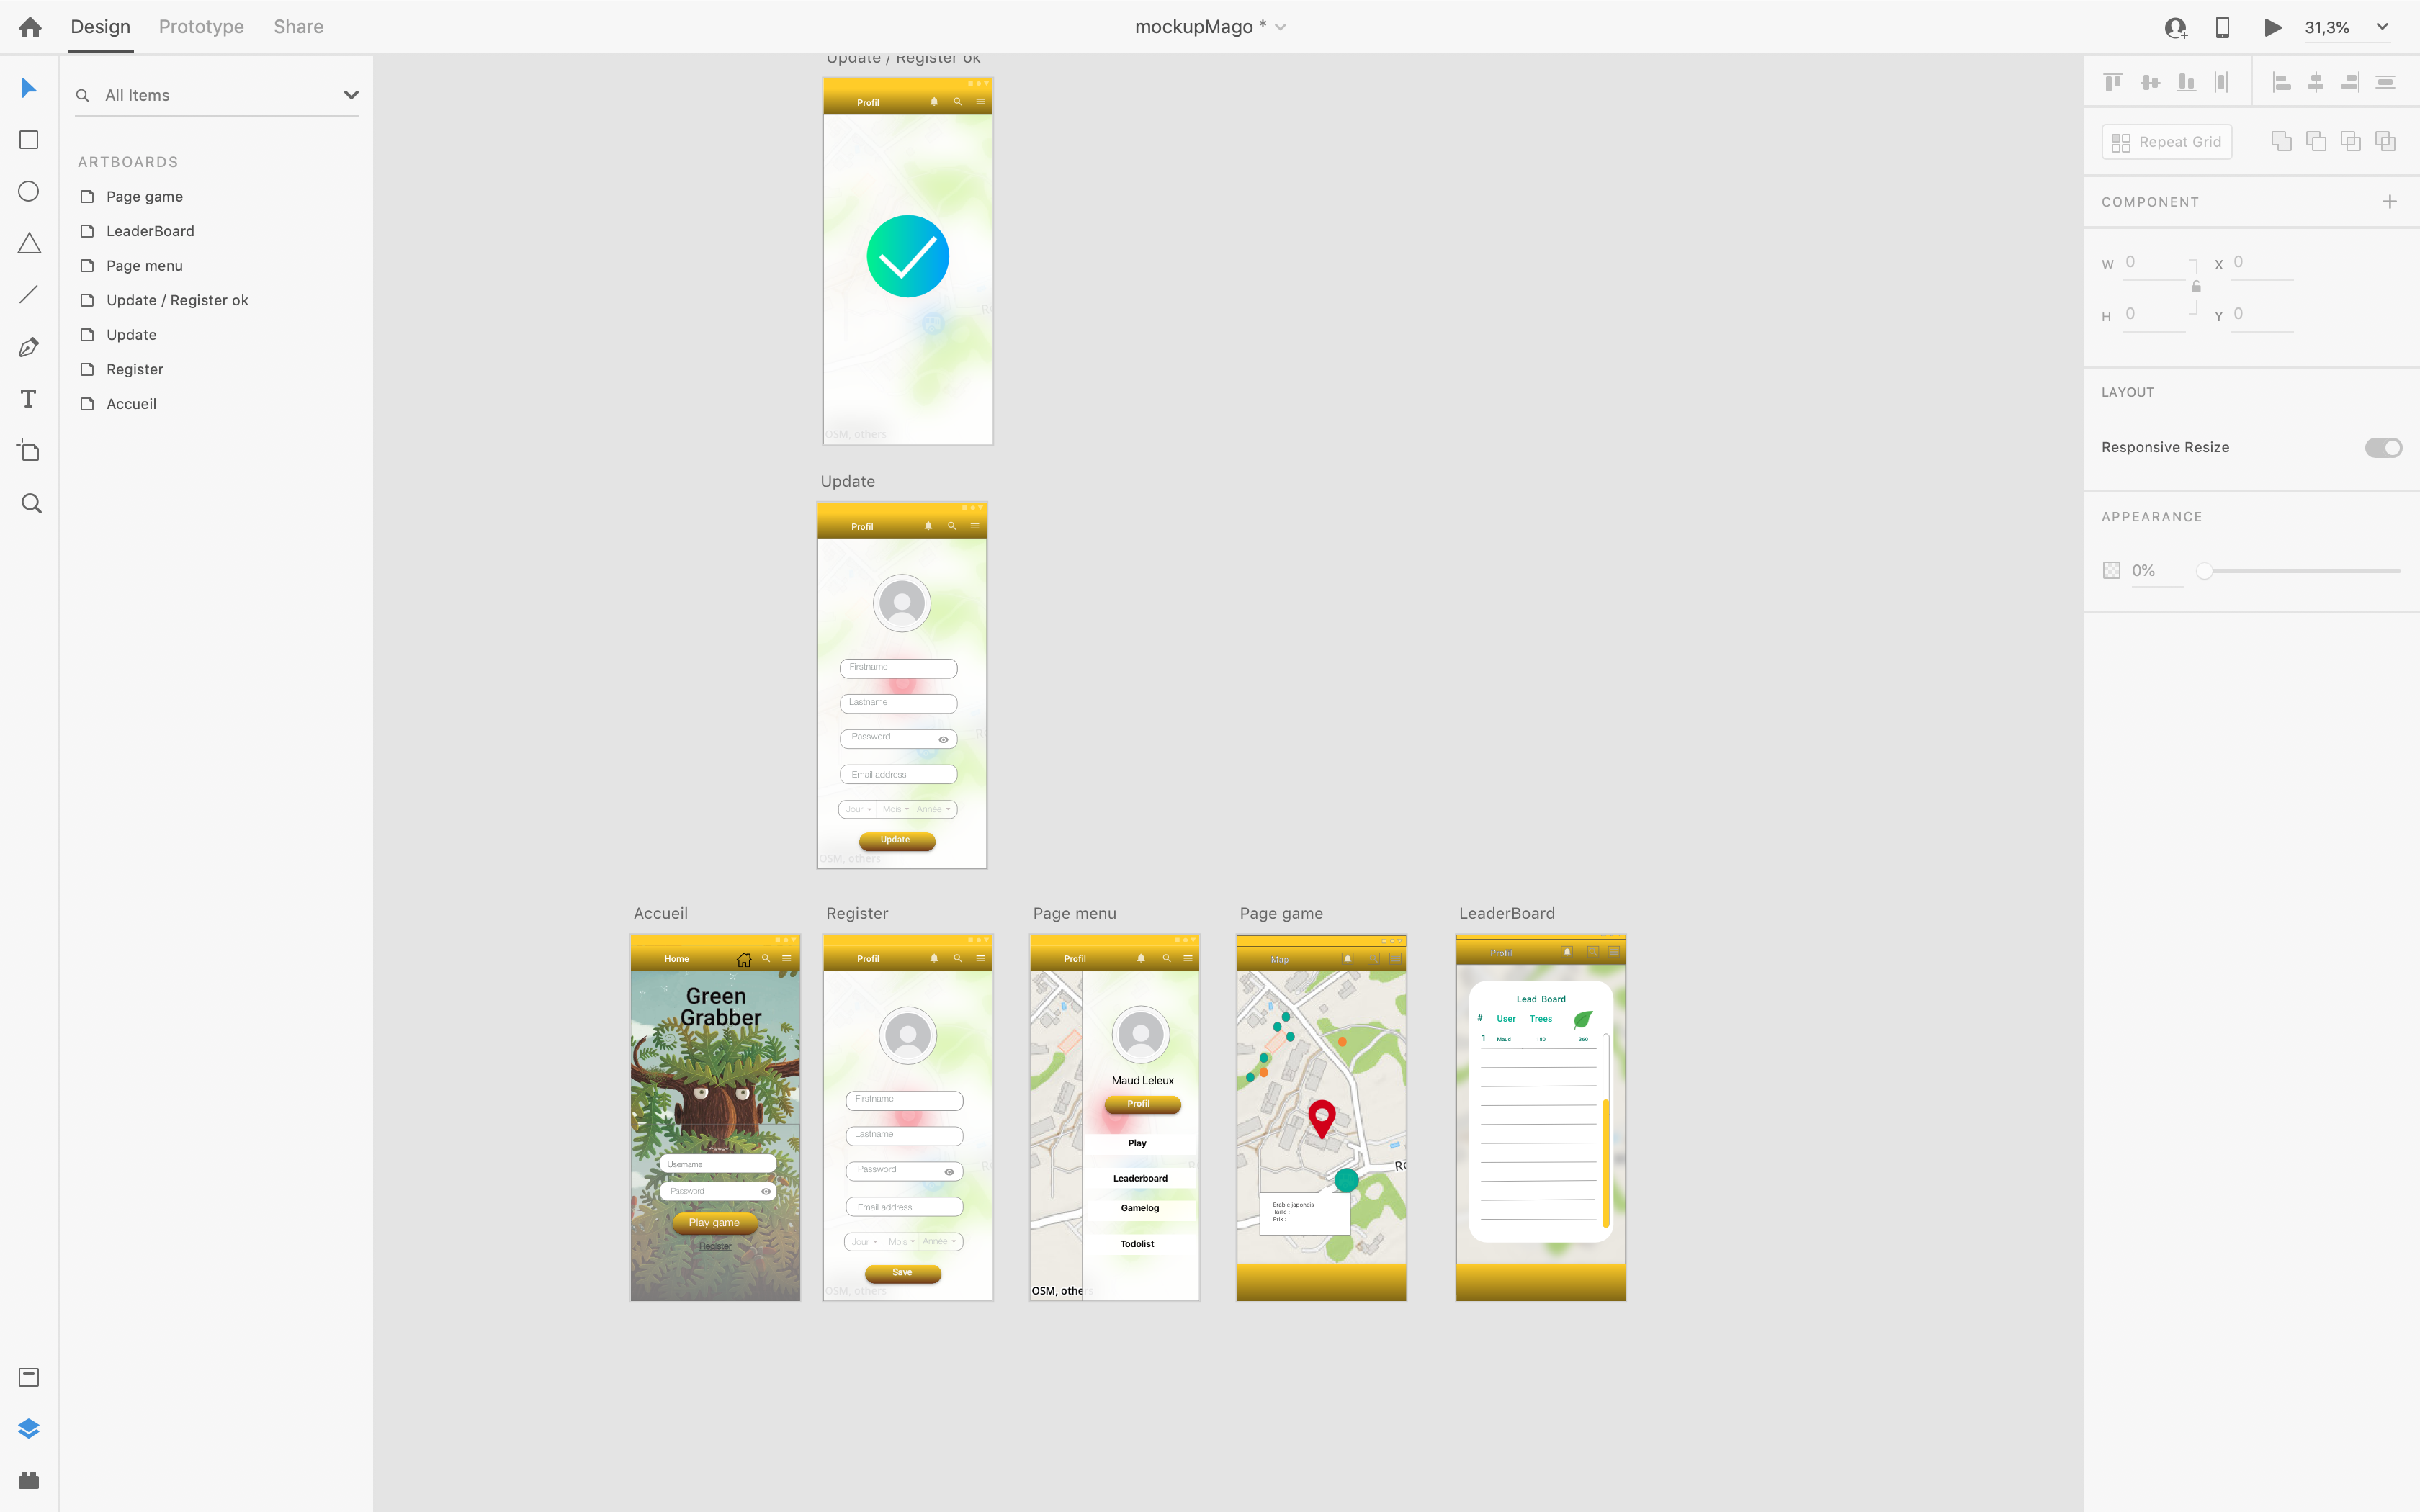 Design Prototype Share
mockupMago *
31,3%
All Items
ARTBOARDS
Page game
LeaderBoard
Page menu
Update / Register ok
Update
Register
Accueil
Update / Register ok
Profil
OSM, others
Update
Profil
Firstname
Lastname
Password
Email address
Jour Mois Année
Update
OSM, others
Accueil
Home
Green
Grabber
Username
Password
Play game
Register
Register
Profil
Firstname
Lastname
Password
Email address
Jour Mois Année
Save
OSM, others
Page menu
Profil
Maud Leleux
Profil
Play
Leaderboard
Gamelog
Todolist
OSM, othe
Page game
Map
Erable japonais
Taille :
Prix :
LeaderBoard
Profil
Lead Board
# User Trees
1 Maud 180 360
Repeat Grid
COMPONENT
W 0 X 0
H 0 Y 0
LAYOUT
Responsive Resize
APPEARANCE
0%